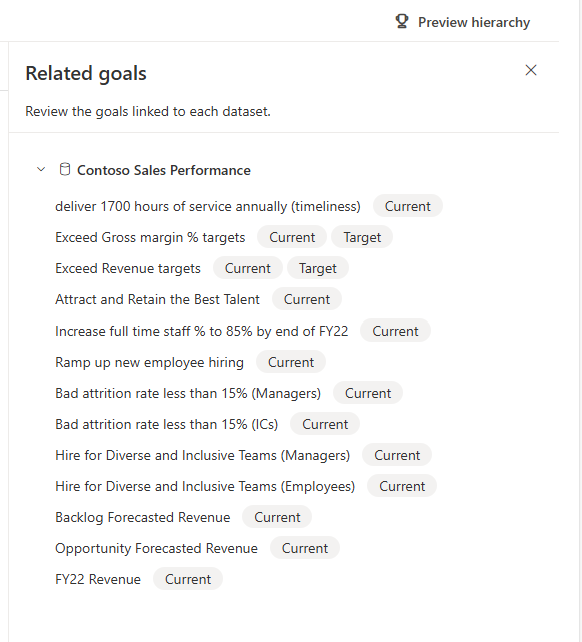 Preview hierarchy
Related goals
Review the goals linked to each dataset.
Contoso Sales Performance
deliver 1700 hours of service annually (timeliness) Current
Exceed Gross margin % targets Current Target
Exceed Revenue targets Current Target
Attract and Retain the Best Talent Current
Increase full time staff % to 85% by end of FY22 Current
Ramp up new employee hiring Current
Bad attrition rate less than 15% (Managers) Current
Bad attrition rate less than 15% (ICs) Current
Hire for Diverse and Inclusive Teams (Managers) Current
Hire for Diverse and Inclusive Teams (Employees) Current
Backlog Forecasted Revenue Current
Opportunity Forecasted Revenue Current
FY22 Revenue Current